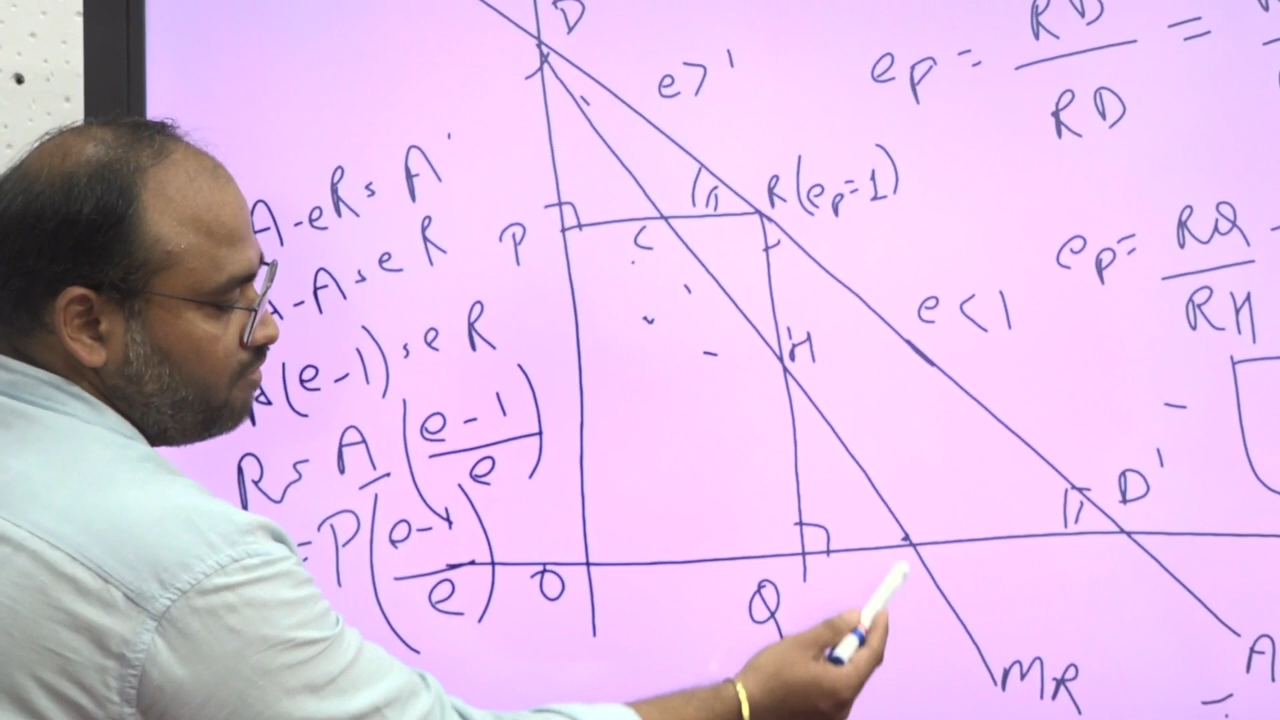 A - eR = A
- A = eR
(e-1) = eR
R = A (e-1/e)
= P (e-1/e)
D
e>1
P
C
R(ep=1)
H
e<1
D'
O
Q
MR
A
ep = RD/RD =
ep = RQ/RH